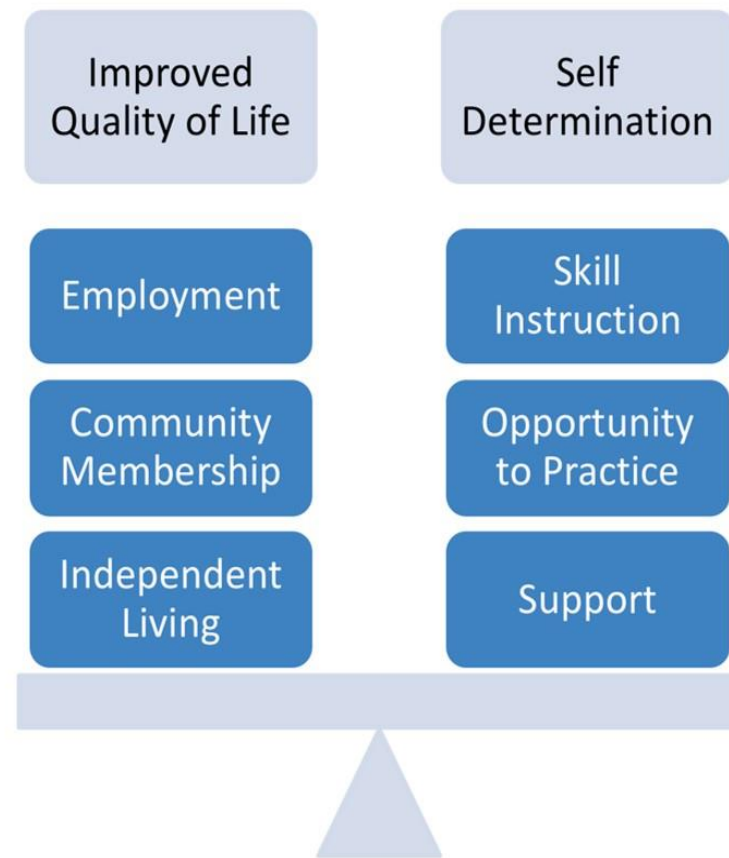 Improved
Quality of Life
Employment
Community
Membership
Independent
Living
Self
Determination
Skill
Instruction
Opportunity
to Practice
Support